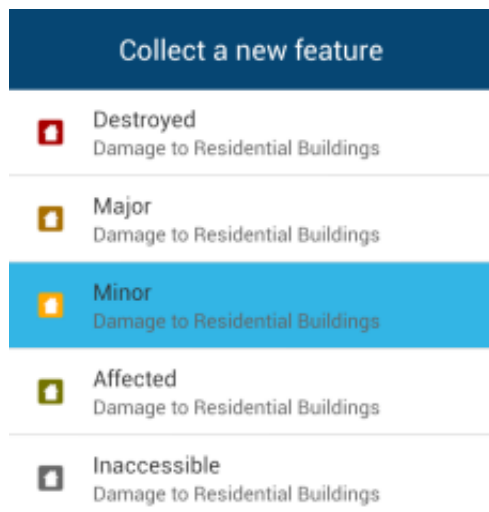 Collect a new feature
Destroyed
Damage to Residential Buildings
Major
Damage to Residential Buildings
Minor
Damage to Residential Buildings
Affected
Damage to Residential Buildings
Inaccessible
Damage to Residential Buildings